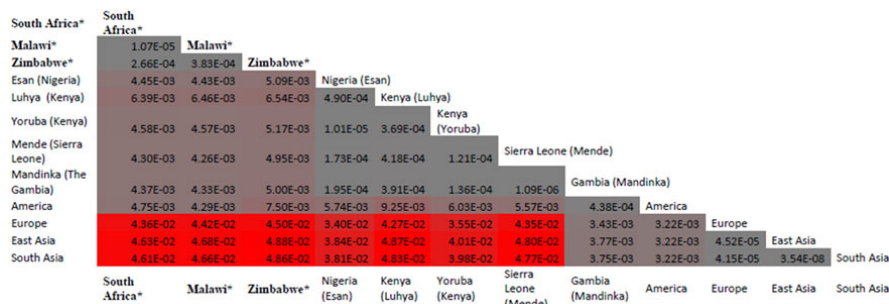 South Africa* South Africa*
Malawi* 1.07E-05 Malawi*
Zimbabwe* 2.66E-04 3.83E-04 Zimbabwe*
Esan (Nigeria) 4.45E-03 4.43E-03 5.09E-03 Nigeria (Esan)
Luhya (Kenya) 6.39E-03 6.46E-03 6.54E-03 4.90E-04 Kenya (Luhya)
Yoruba (Kenya) 4.58E-03 4.57E-03 5.17E-03 1.01E-05 3.69E-04 Kenya (Yoruba)
Mende (Sierra Leone) 4.30E-03 4.26E-03 4.95E-03 1.73E-04 4.18E-04 1.21E-04 Sierra Leone (Mende)
Mandinka (The Gambia) 4.37E-03 4.33E-03 5.00E-03 1.95E-04 3.91E-04 1.36E-04 1.09E-06 Gambia (Mandinka)
America 4.75E-03 4.29E-03 7.50E-03 5.74E-03 9.25E-03 6.03E-03 5.57E-03 4.38E-04 America
Europe 4.36E-02 4.42E-02 4.50E-02 3.40E-02 4.27E-02 3.55E-02 4.35E-02 3.43E-03 3.22E-03 Europe
East Asia 4.63E-02 4.68E-02 4.88E-02 3.84E-02 4.87E-02 4.01E-02 4.80E-02 3.77E-03 3.22E-03 4.52E-05 East Asia
South Asia 4.61E-02 4.66E-02 4.86E-02 3.81E-02 4.83E-02 3.98E-02 4.77E-02 3.75E-03 3.22E-03 4.15E-05 3.54E-08 South Asia
South Africa* Malawi* Zimbabwe* Nigeria (Esan) Kenya (Luhya) Yoruba (Kenya) Sierra Leone (Mende) Gambia (Mandinka) America Europe East Asia South Asia